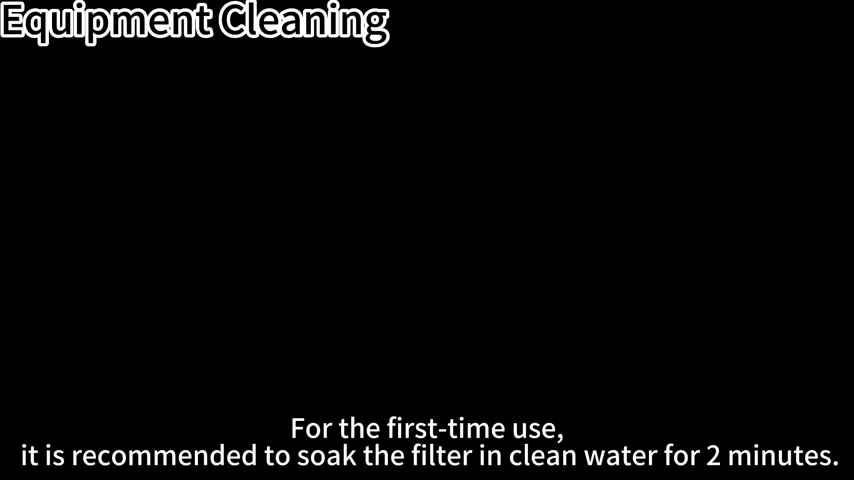 Equipment Cleaning
For the first-time use,
it is recommended to soak the filter in clean water for 2 minutes.